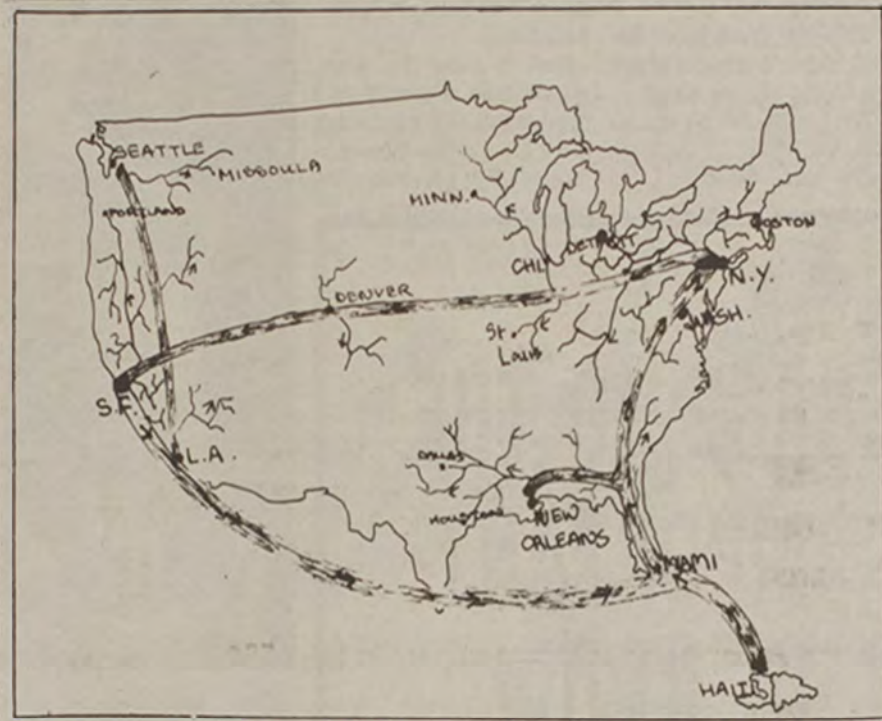 SEATTLE
MISSOULA
PORTLAND
MINN.
BOSTON
DETROIT
CHI.
N.Y.
DENVER
WASH.
St.
Louis
S.F.
L.A.
DALLAS
HOUSTON
NEW
ORLEANS
MIAMI
HAITI